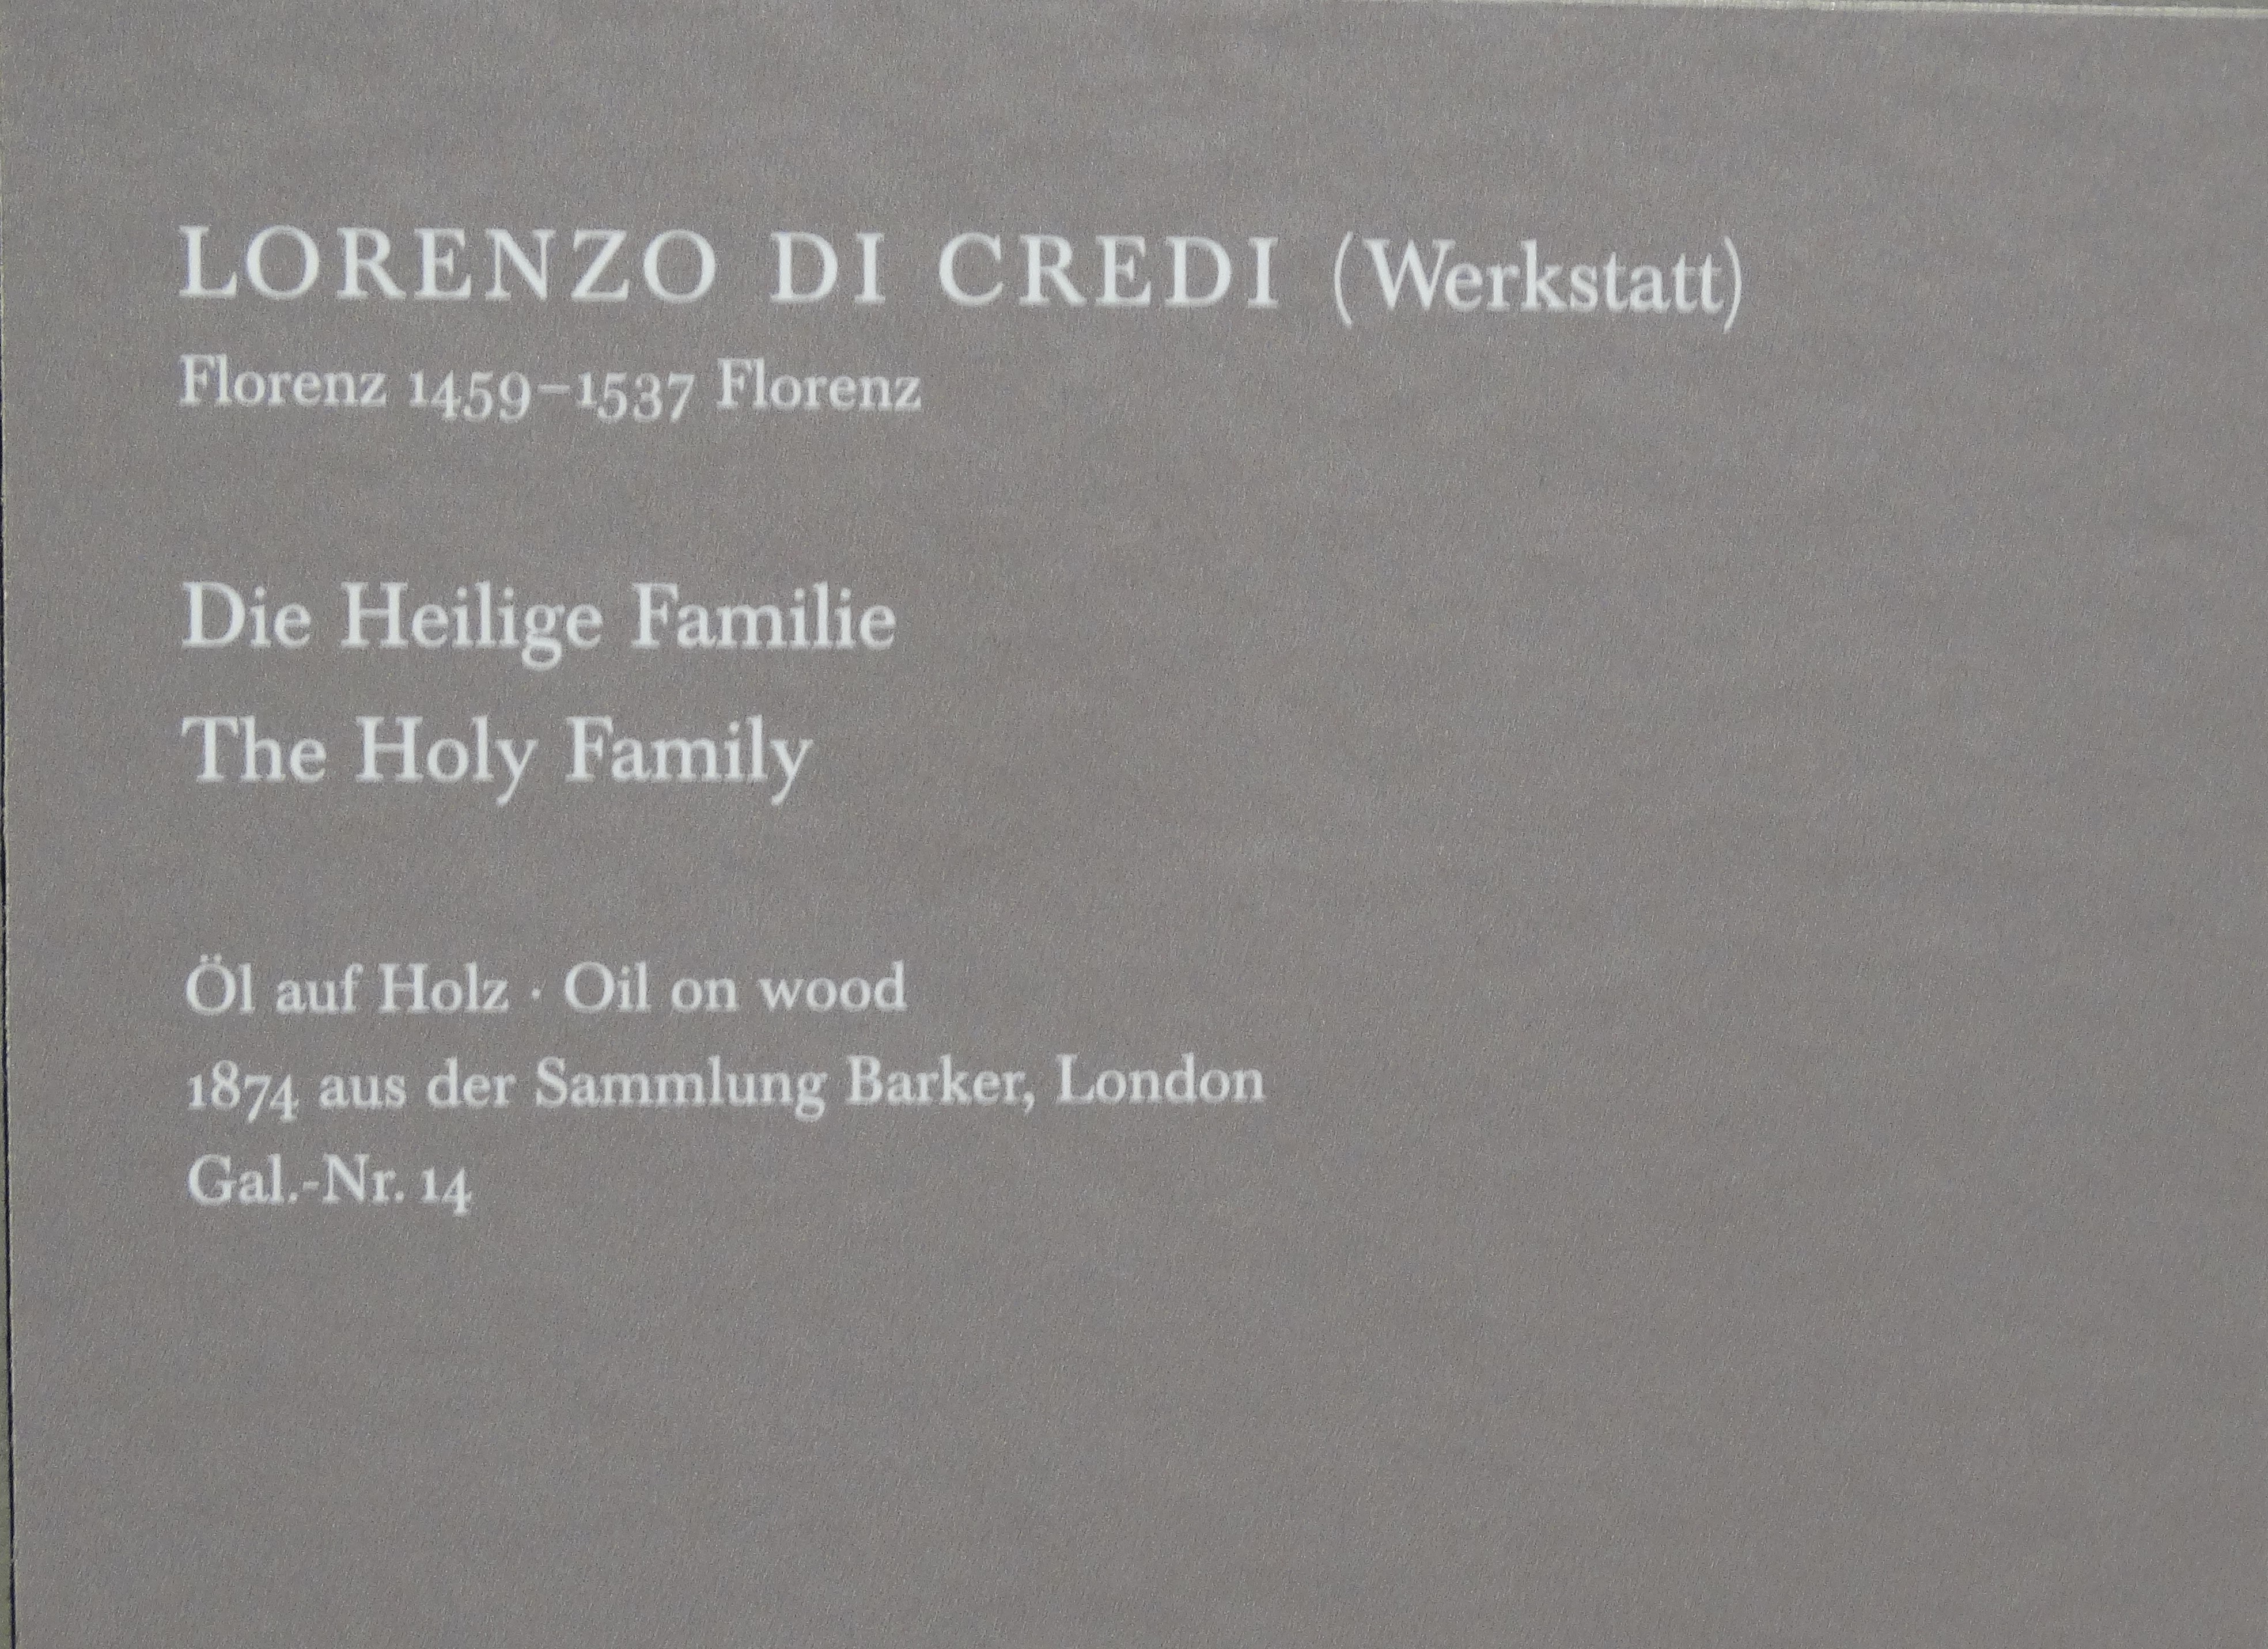 LORENZO DI CREDI (Werkstatt)
Florenz 1459–1537 Florenz
Die Heilige Familie
The Holy Family
Öl auf Holz · Oil on wood
1874 aus der Sammlung Barker, London
Gal.-Nr. 14